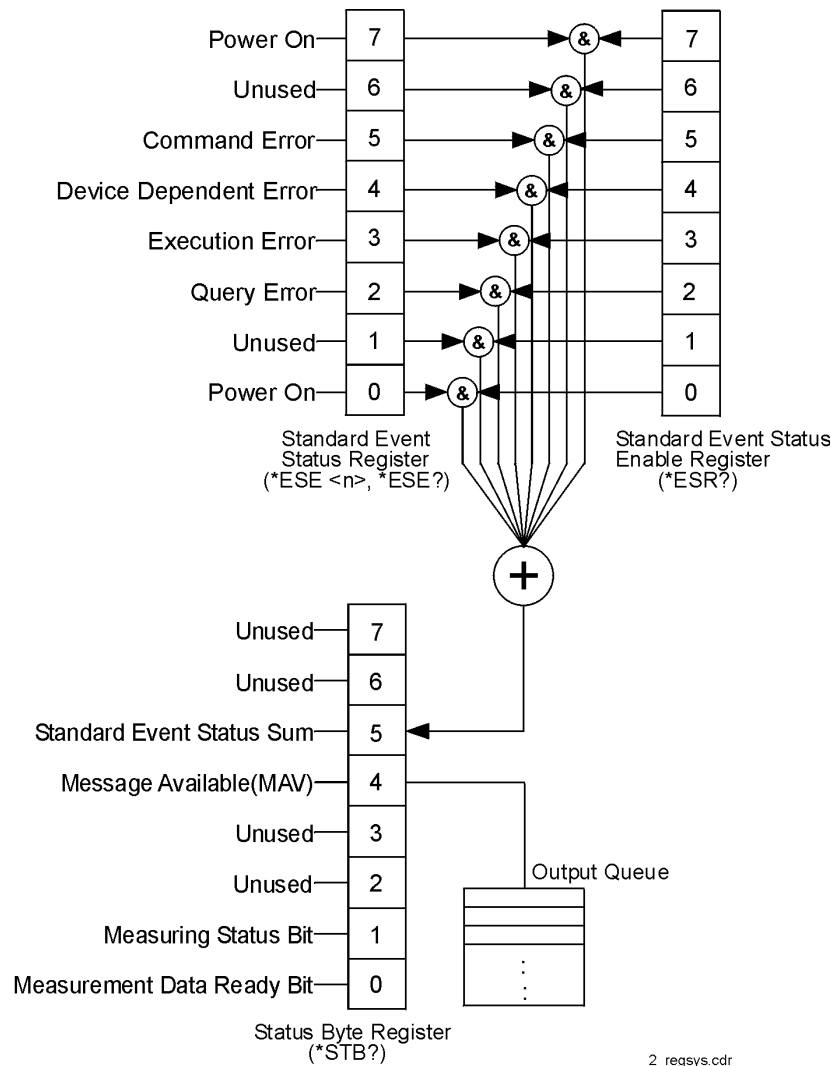 Power On 7 & 7
Unused 6 & 6
Command Error 5 & 5
Device Dependent Error 4 & 4
Execution Error 3 & 3
Query Error 2 & 2
Unused 1 & 1
Power On 0 & 0
Standard Event
Status Register
(*ESE <n>, *ESE?)
Standard Event Status
Enable Register
(*ESR?)
+
Unused 7
Unused 6
Standard Event Status Sum 5
Message Available(MAV) 4
Unused 3
Unused 2
Output Queue
Measuring Status Bit 1
Measurement Data Ready Bit 0
Status Byte Register
(*STB?)
2_regsys.cdr